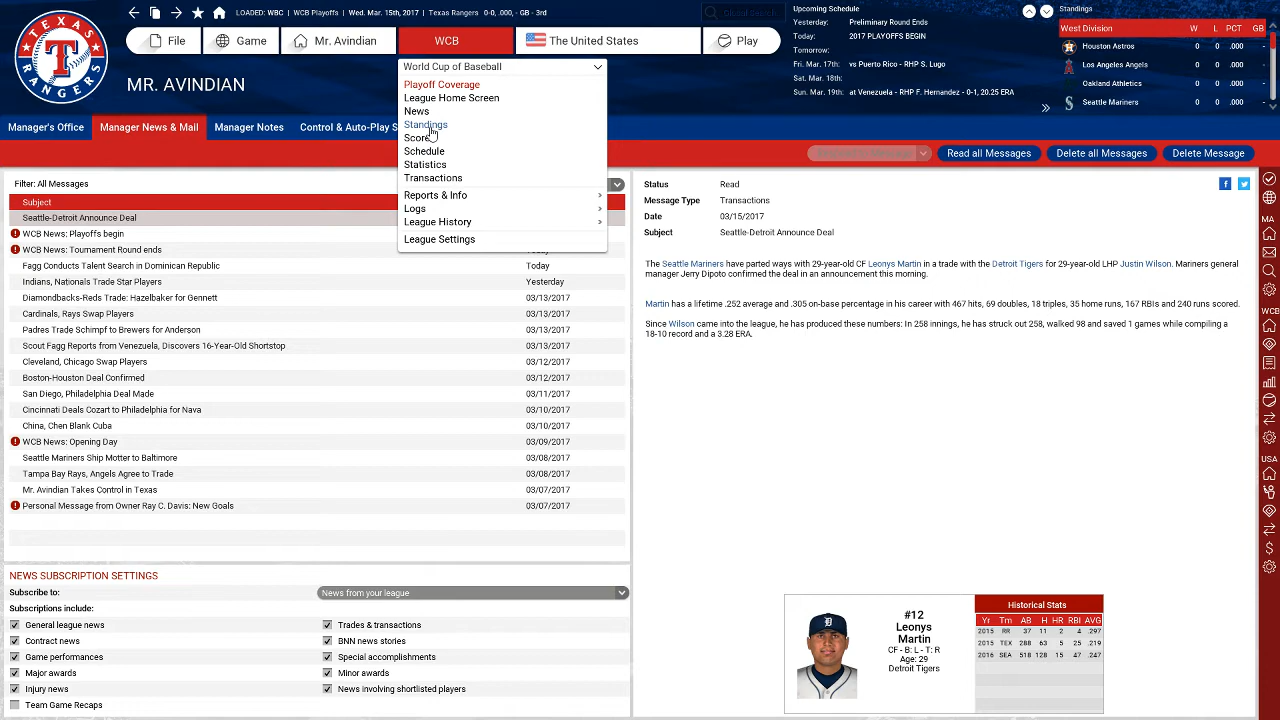 LOADED: WBC | WBC Playoffs | Wed. Mar. 15th, 2017 | Texas Rangers 0-0, .000, - GB - 3rd
Global Search
TEXAS RANGERS
T
File
Game
Mr. Avindian
WCB
The United States
Play
MR. AVINDIAN
Upcoming Schedule
Yesterday: Preliminary Round Ends
Today: 2017 PLAYOFFS BEGIN
Tomorrow:
Fri. Mar. 17th: vs Puerto Rico - RHP S. Lugo
Sat. Mar. 18th:
Sun. Mar. 19th: at Venezuela - RHP F. Hernandez - 0-1, 20.25 ERA
Standings
West Division W L PCT GB
Houston Astros 0 0 .000 -
Los Angeles Angels 0 0 .000 -
Oakland Athletics 0 0 .000 -
Seattle Mariners 0 0 .000 -
World Cup of Baseball
Playoff Coverage
League Home Screen
News
Standings
Schedule
Statistics
Transactions
Reports & Info
Logs
League History
League Settings
Manager's Office
Manager News & Mail
Manager Notes
Control & Auto-Play S
Read all Messages
Delete all Messages
Delete Message
Filter: All Messages
Subject
Seattle-Detroit Announce Deal
WCB News: Playoffs begin
WCB News: Tournament Round ends
Fagg Conducts Talent Search in Dominican Republic Today
Indians, Nationals Trade Star Players Yesterday
Diamondbacks-Reds Trade: Hazelbaker for Gennett 03/13/2017
Cardinals, Rays Swap Players 03/13/2017
Padres Trade Schimpf to Brewers for Anderson 03/13/2017
Scout Fagg Reports from Venezuela, Discovers 16-Year-Old Shortstop 03/13/2017
Cleveland, Chicago Swap Players 03/12/2017
Boston-Houston Deal Confirmed 03/12/2017
San Diego, Philadelphia Deal Made 03/11/2017
Cincinnati Deals Cozart to Philadelphia for Nava 03/10/2017
China, Chen Blank Cuba 03/10/2017
WCB News: Opening Day 03/09/2017
Seattle Mariners Ship Motter to Baltimore 03/08/2017
Tampa Bay Rays, Angels Agree to Trade 03/08/2017
Mr. Avindian Takes Control in Texas 03/07/2017
Personal Message from Owner Ray C. Davis: New Goals 03/07/2017
Status Read
Message Type Transactions
Date 03/15/2017
Subject Seattle-Detroit Announce Deal
The Seattle Mariners have parted ways with 29-year-old CF Leonys Martin in a trade with the Detroit Tigers for 29-year-old LHP Justin Wilson. Mariners general
manager Jerry Dipoto confirmed the deal in an announcement this morning.
Martin has a lifetime .252 average and .305 on-base percentage in his career with 467 hits, 69 doubles, 18 triples, 35 home runs, 167 RBIs and 240 runs scored.
Since Wilson came into the league, he has produced these numbers: In 258 innings, he has struck out 258, walked 98 and saved 1 games while compiling a
18-10 record and a 3.28 ERA.
NEWS SUBSCRIPTION SETTINGS
Subscribe to: News from your league
Subscriptions include:
General league news
Trades & transactions
Contract news
BNN news stories
Game performances
Special accomplishments
Major awards
Minor awards
Injury news
News involving shortlisted players
Team Game Recaps
#12
Leonys
Martin
CF - B: L - T: R
Age: 29
Detroit Tigers
Historical Stats
Yr Tm AB H HR RBI AVG
2015 RR 37 11 2 4 .297
2015 TEX 288 63 5 25 .219
2016 SEA 518 128 15 47 .247
MA
WCB
USA